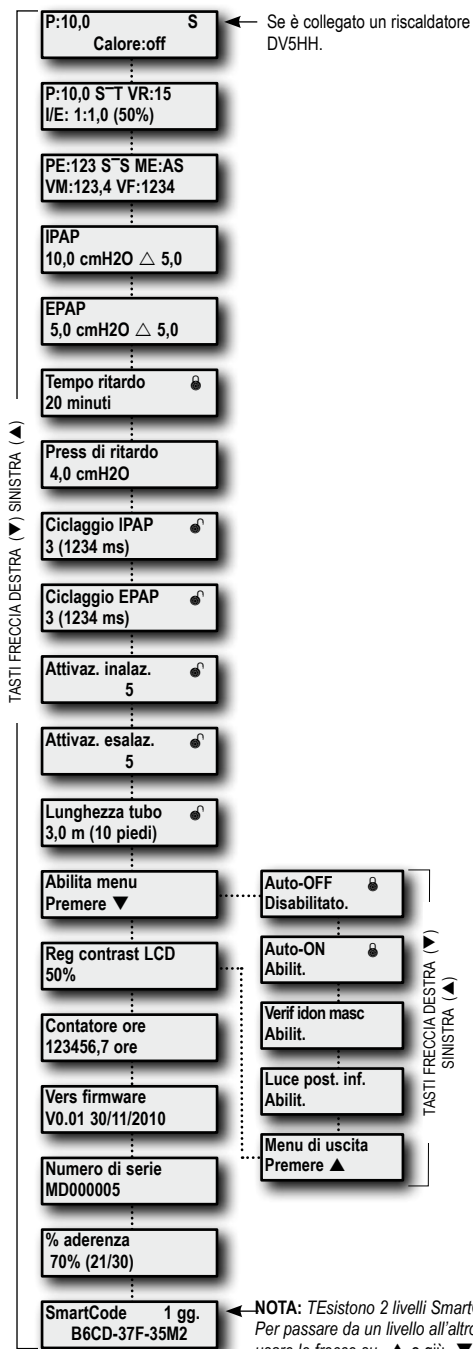 P:10,0 S
Calore:off
Se è collegato un riscaldatore
DV5HH.
P:10,0 S‾T VR:15
I/E: 1:1,0 (50%)
PE:123 S‾S ME:AS
VM:123,4 VF:1234
IPAP
10,0 cmH2O △ 5,0
EPAP
5,0 cmH2O △ 5,0
Tempo ritardo
20 minuti
Press di ritardo
4,0 cmH2O
Ciclaggio IPAP
3 (1234 ms)
Ciclaggio EPAP
3 (1234 ms)
Attivaz. inalaz.
5
Attivaz. esalaz.
5
Lunghezza tubo
3,0 m (10 piedi)
Abilita menu
Premere ▼
Reg contrast LCD
50%
Contatore ore
123456,7 ore
Vers firmware
V0.01 30/11/2010
Numero di serie
MD000005
% aderenza
70% (21/30)
SmartCode 1 gg.
B6CD-37F-35M2
TASTI FRECCIA DESTRA (▼) SINISTRA (▲)
Auto-OFF
Disabilitato.
Auto-ON
Abilit.
Verif idon masc
Abilit.
Luce post. inf.
Abilit.
Menu di uscita
Premere ▲
TASTI FRECCIA DESTRA (▼)
SINISTRA (▲)
NOTA: TEsistono 2 livelli Smart
Per passare da un livello all'altro
usare le frecce su ▲ e giù ▼